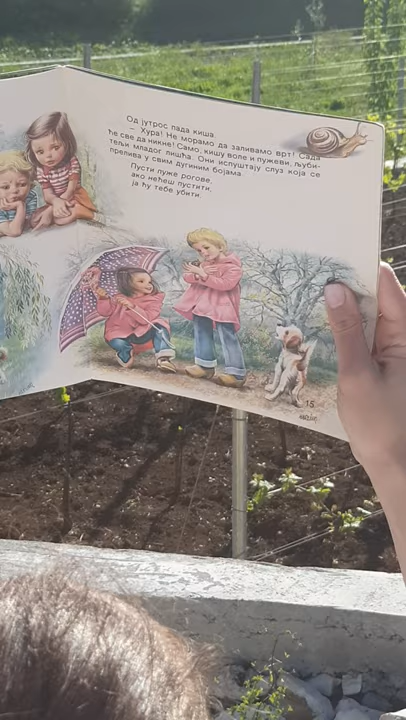 Од јутрос пада киша.
– Хура! Не морамо да заливамо врт! Сада
ће све да никне! Само, кишу воле и пужеви, љуби-
тељи младог лишћа. Они испуштају слуз која се
прелива у свим дугиним бојама.
Пусти пуже рогове,
ако нећеш пустити,
ја ћу тебе убити.
15